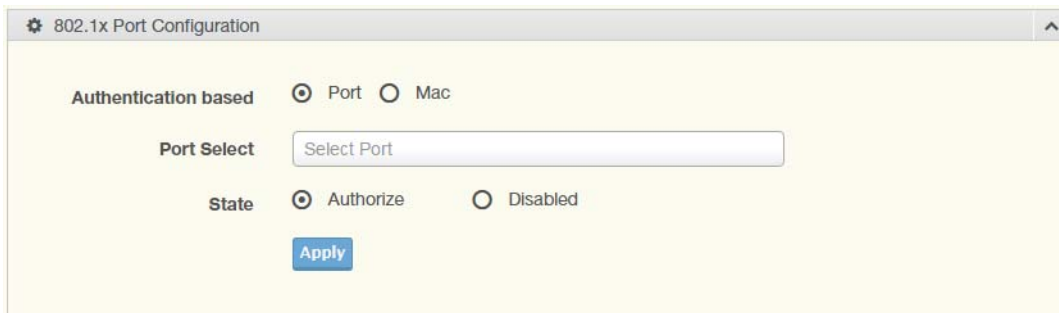 802.1x Port Configuration
Authentication based Port Mac
Port Select Select Port
State Authorize Disabled
Apply